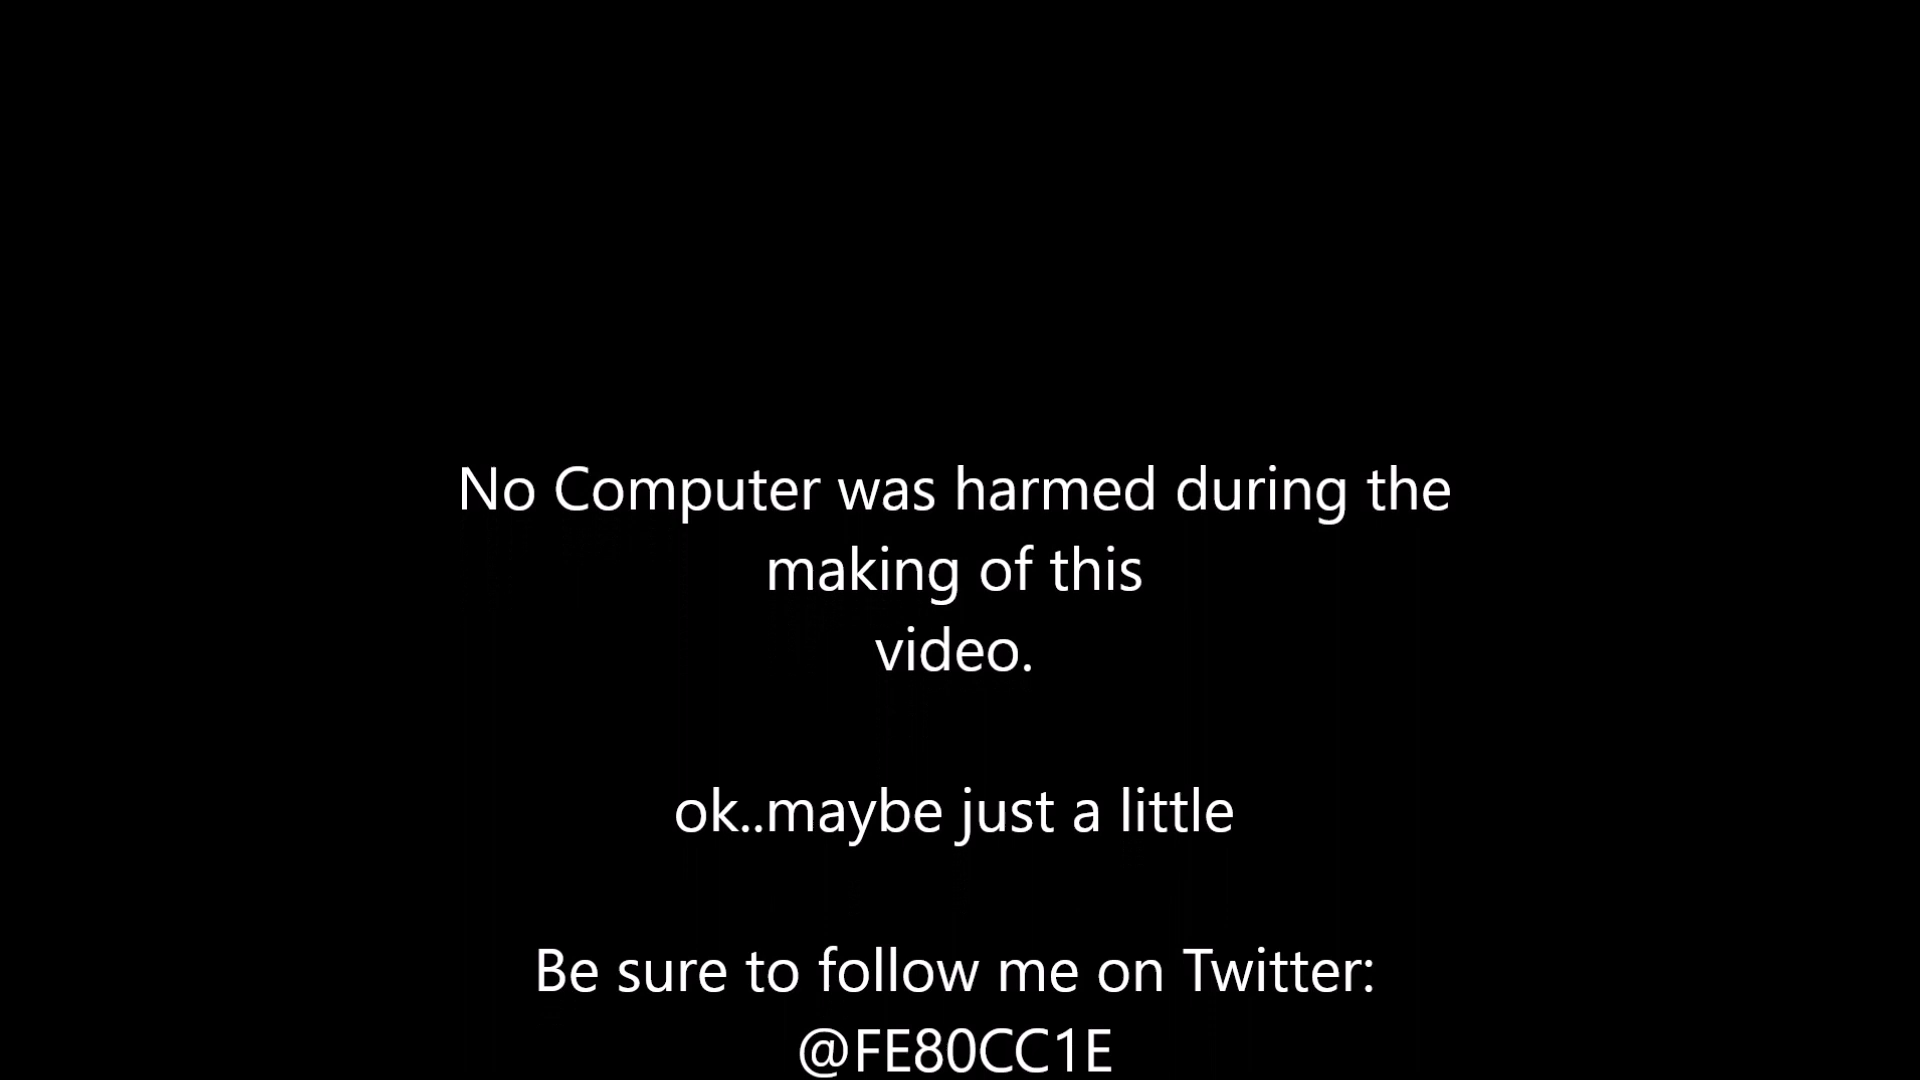 No Computer was harmed during the
making of this
video.
ok..maybe just a little
Be sure to follow me on Twitter:
@FE80CC1E